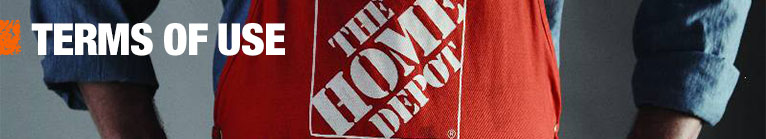 TERMS OF USE
THE
HOME
DEPOT
®